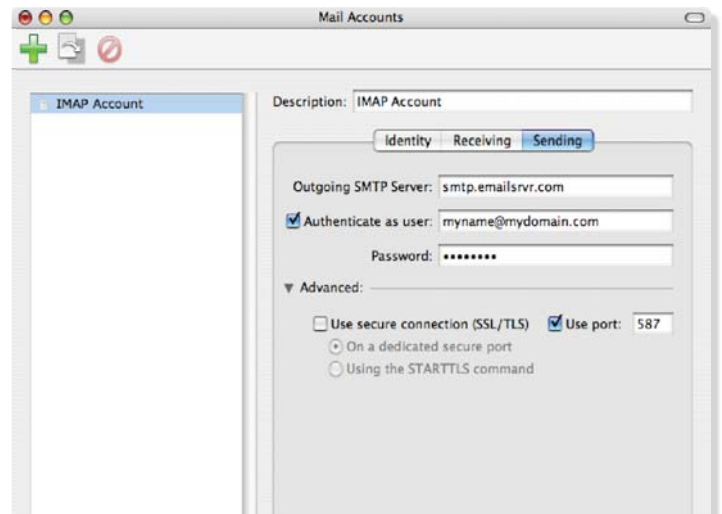 Mail Accounts
IMAP Account
Description: IMAP Account
Identity Receiving Sending
Outgoing SMTP Server: smtp.emailsrvr.com
Authenticate as user: myname@mydomain.com
Password: ••••••••
Advanced:
Use secure connection (SSL/TLS) Use port: 587
On a dedicated secure port
Using the STARTTLS command